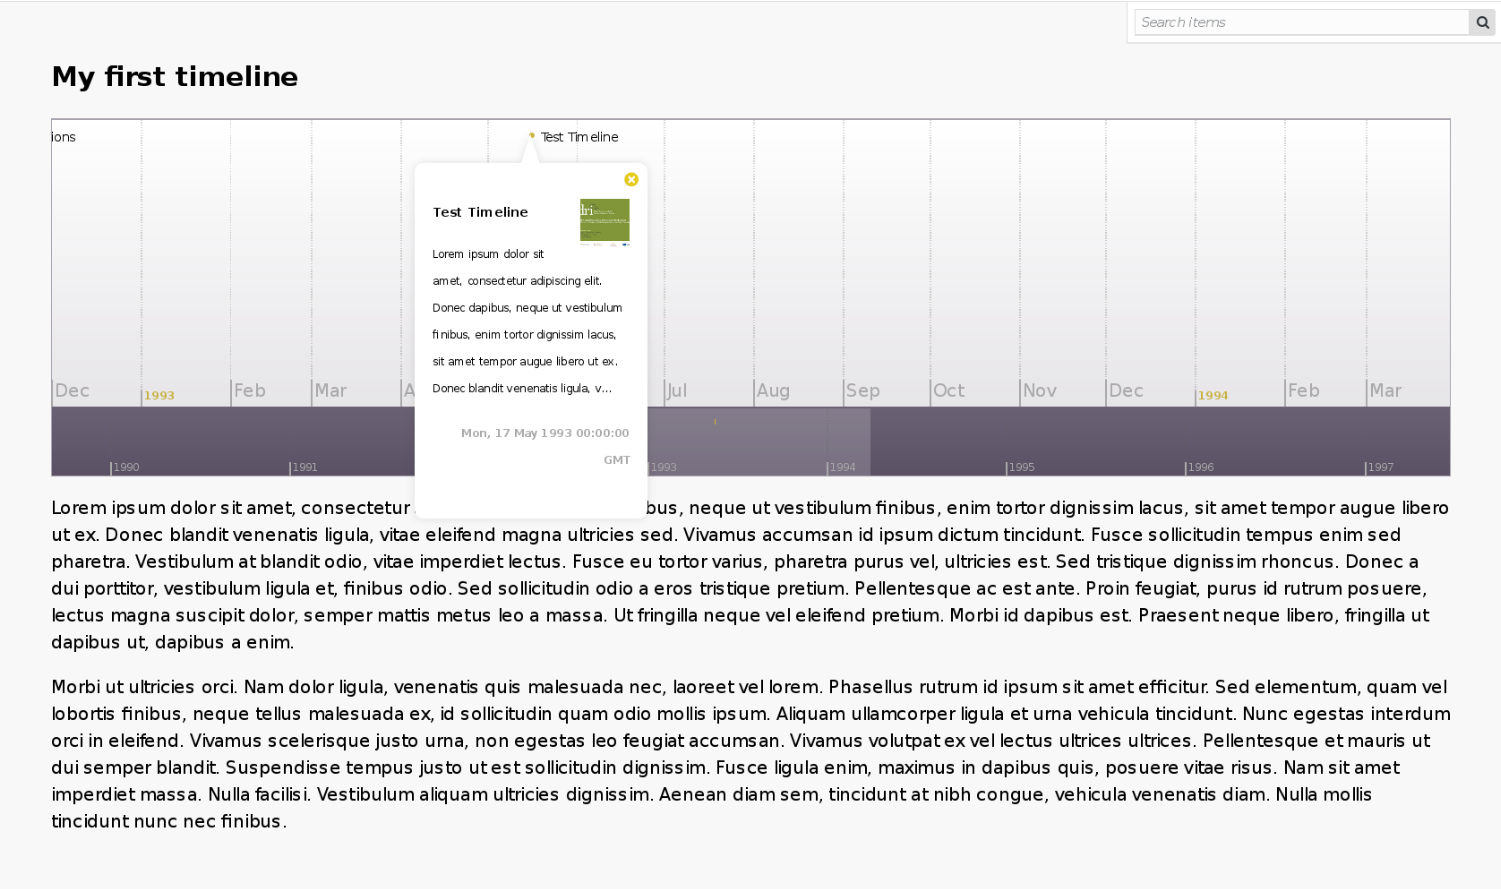 Search items
My first timeline
ions
Test Timeline
Test Timeline
dri
Lorem ipsum dolor sit
amet, consectetur adipiscing elit.
Donec dapibus, neque ut vestibulum
finibus, enim tortor dignissim lacus,
sit amet tempor augue libero ut ex.
Donec blandit venenatis ligula, v...
Mon, 17 May 1993 00:00:00
GMT
Dec 1993 Feb Mar A Jul Aug Sep Oct Nov Dec 1994 Feb Mar
1990 1991 1993 1994 1995 1996 1997
Lorem ipsum dolor sit amet, consectetur bus, neque ut vestibulum finibus, enim tortor dignissim lacus, sit amet tempor augue libero
ut ex. Donec blandit venenatis ligula, vitae eleifend magna ultricies sed. Vivamus accumsan id ipsum dictum tincidunt. Fusce sollicitudin tempus enim sed
pharetra. Vestibulum at blandit odio, vitae imperdiet lectus. Fusce eu tortor varius, pharetra purus vel, ultricies est. Sed tristique dignissim rhoncus. Donec a
dui porttitor, vestibulum ligula et, finibus odio. Sed sollicitudin odio a eros tristique pretium. Pellentesque ac est ante. Proin feugiat, purus id rutrum posuere,
lectus magna suscipit dolor, semper mattis metus leo a massa. Ut fringilla neque vel eleifend pretium. Morbi id dapibus est. Praesent neque libero, fringilla ut
dapibus ut, dapibus a enim.
Morbi ut ultricies orci. Nam dolor ligula, venenatis quis malesuada nec, laoreet vel lorem. Phasellus rutrum id ipsum sit amet efficitur. Sed elementum, quam vel
lobortis finibus, neque tellus malesuada ex, id sollicitudin quam odio mollis ipsum. Aliquam ullamcorper ligula et urna vehicula tincidunt. Nunc egestas interdum
orci in eleifend. Vivamus scelerisque justo urna, non egestas leo feugiat accumsan. Vivamus volutpat ex vel lectus ultrices ultrices. Pellentesque et mauris ut
dui semper blandit. Suspendisse tempus justo ut est sollicitudin dignissim. Fusce ligula enim, maximus in dapibus quis, posuere vitae risus. Nam sit amet
imperdiet massa. Nulla facilisi. Vestibulum aliquam ultricies dignissim. Aenean diam sem, tincidunt at nibh congue, vehicula venenatis diam. Nulla mollis
tincidunt nunc nec finibus.